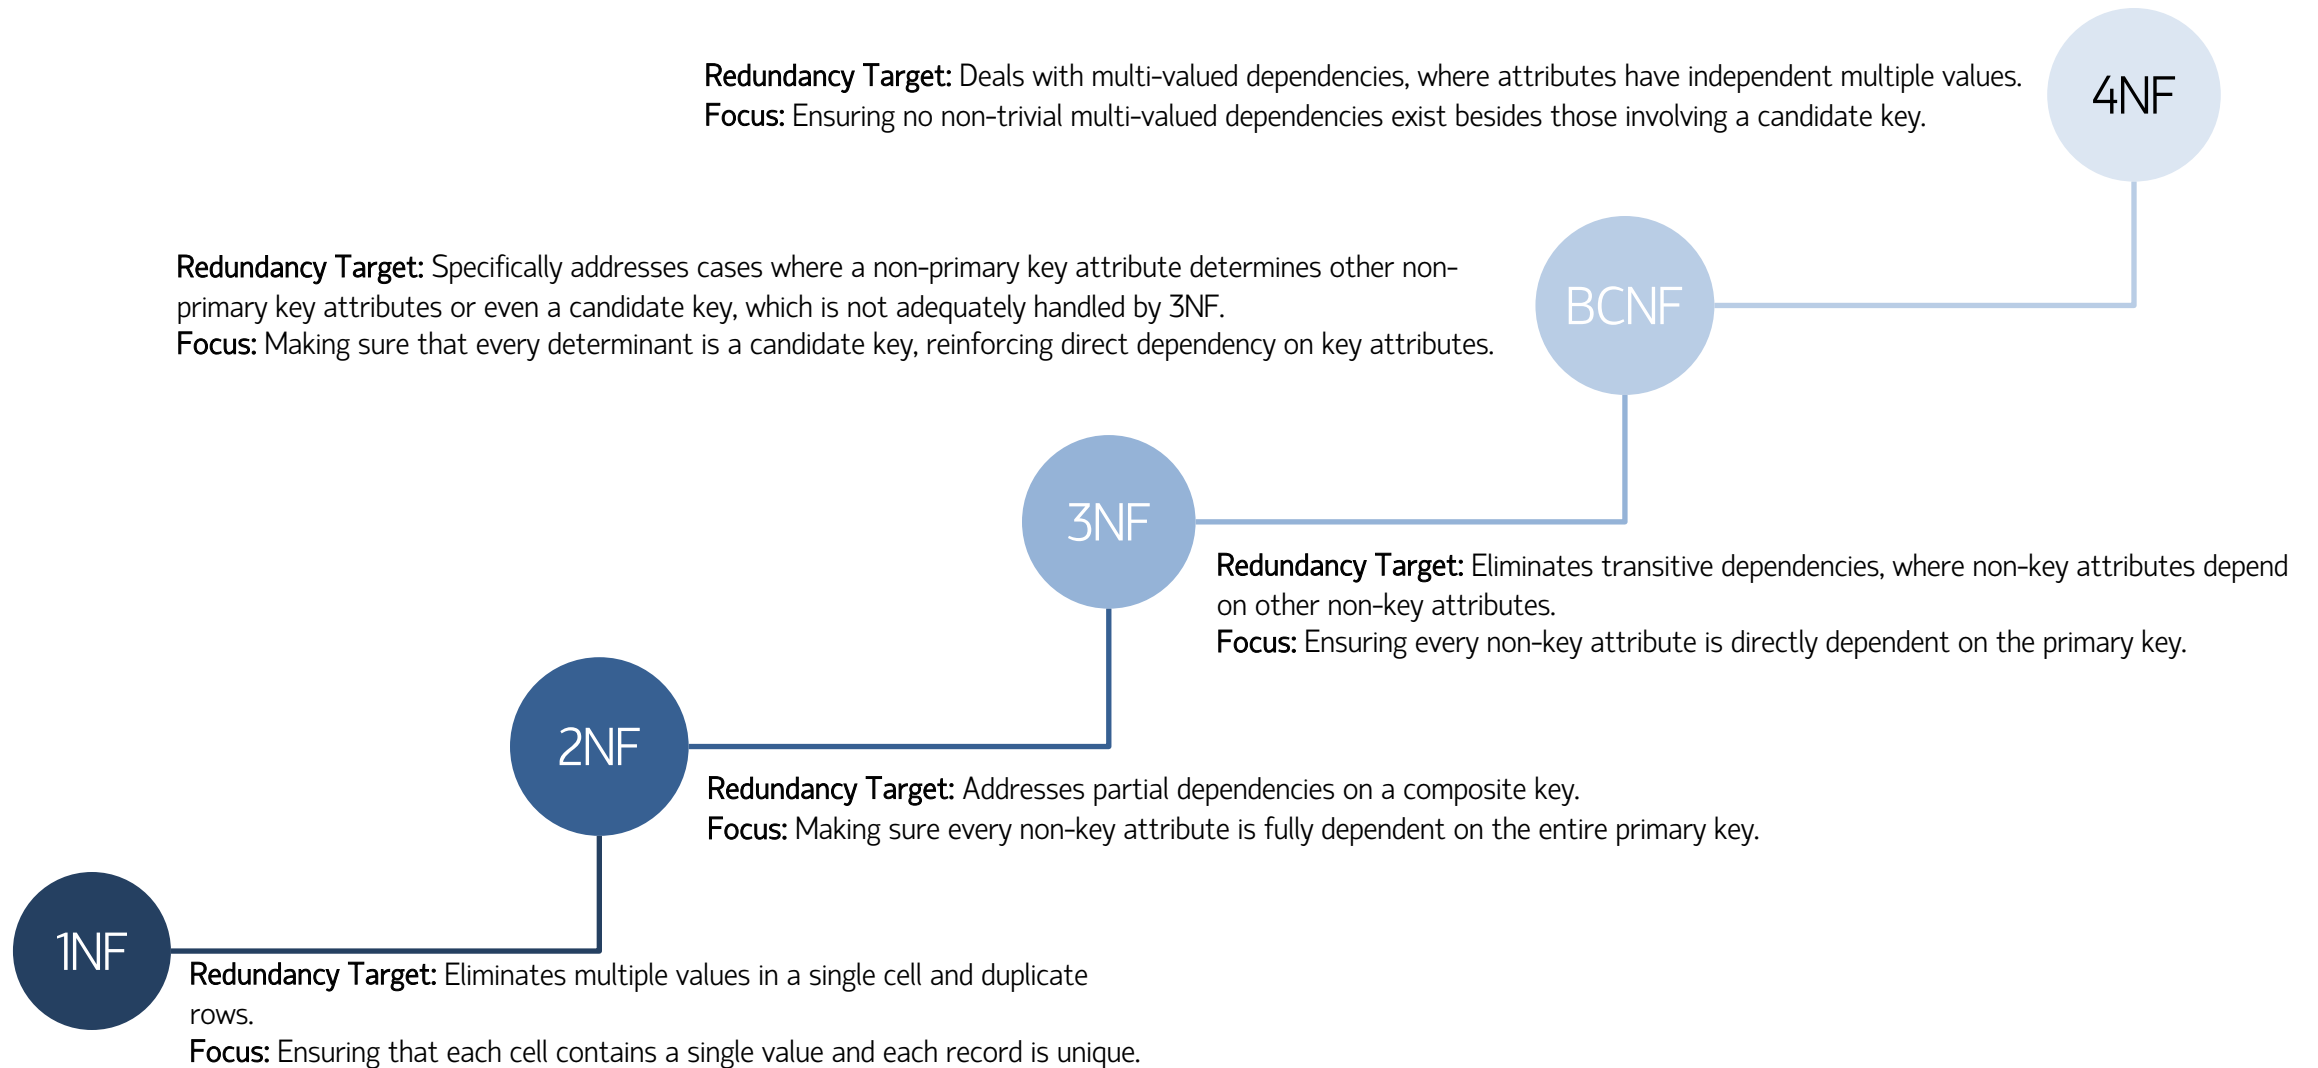 Redundancy Target: Deals with multi-valued dependencies, where attributes have independent multiple values.
Focus: Ensuring no non-trivial multi-valued dependencies exist besides those involving a candidate key.
4NF
Redundancy Target: Specifically addresses cases where a non-primary key attribute determines other non-
primary key attributes or even a candidate key, which is not adequately handled by 3NF.
Focus: Making sure that every determinant is a candidate key, reinforcing direct dependency on key attributes.
BCNF
3NF
Redundancy Target: Eliminates transitive dependencies, where non-key attributes depend
on other non-key attributes.
Focus: Ensuring every non-key attribute is directly dependent on the primary key.
2NF
Redundancy Target: Addresses partial dependencies on a composite key.
Focus: Making sure every non-key attribute is fully dependent on the entire primary key.
1NF
Redundancy Target: Eliminates multiple values in a single cell and duplicate
rows.
Focus: Ensuring that each cell contains a single value and each record is unique.